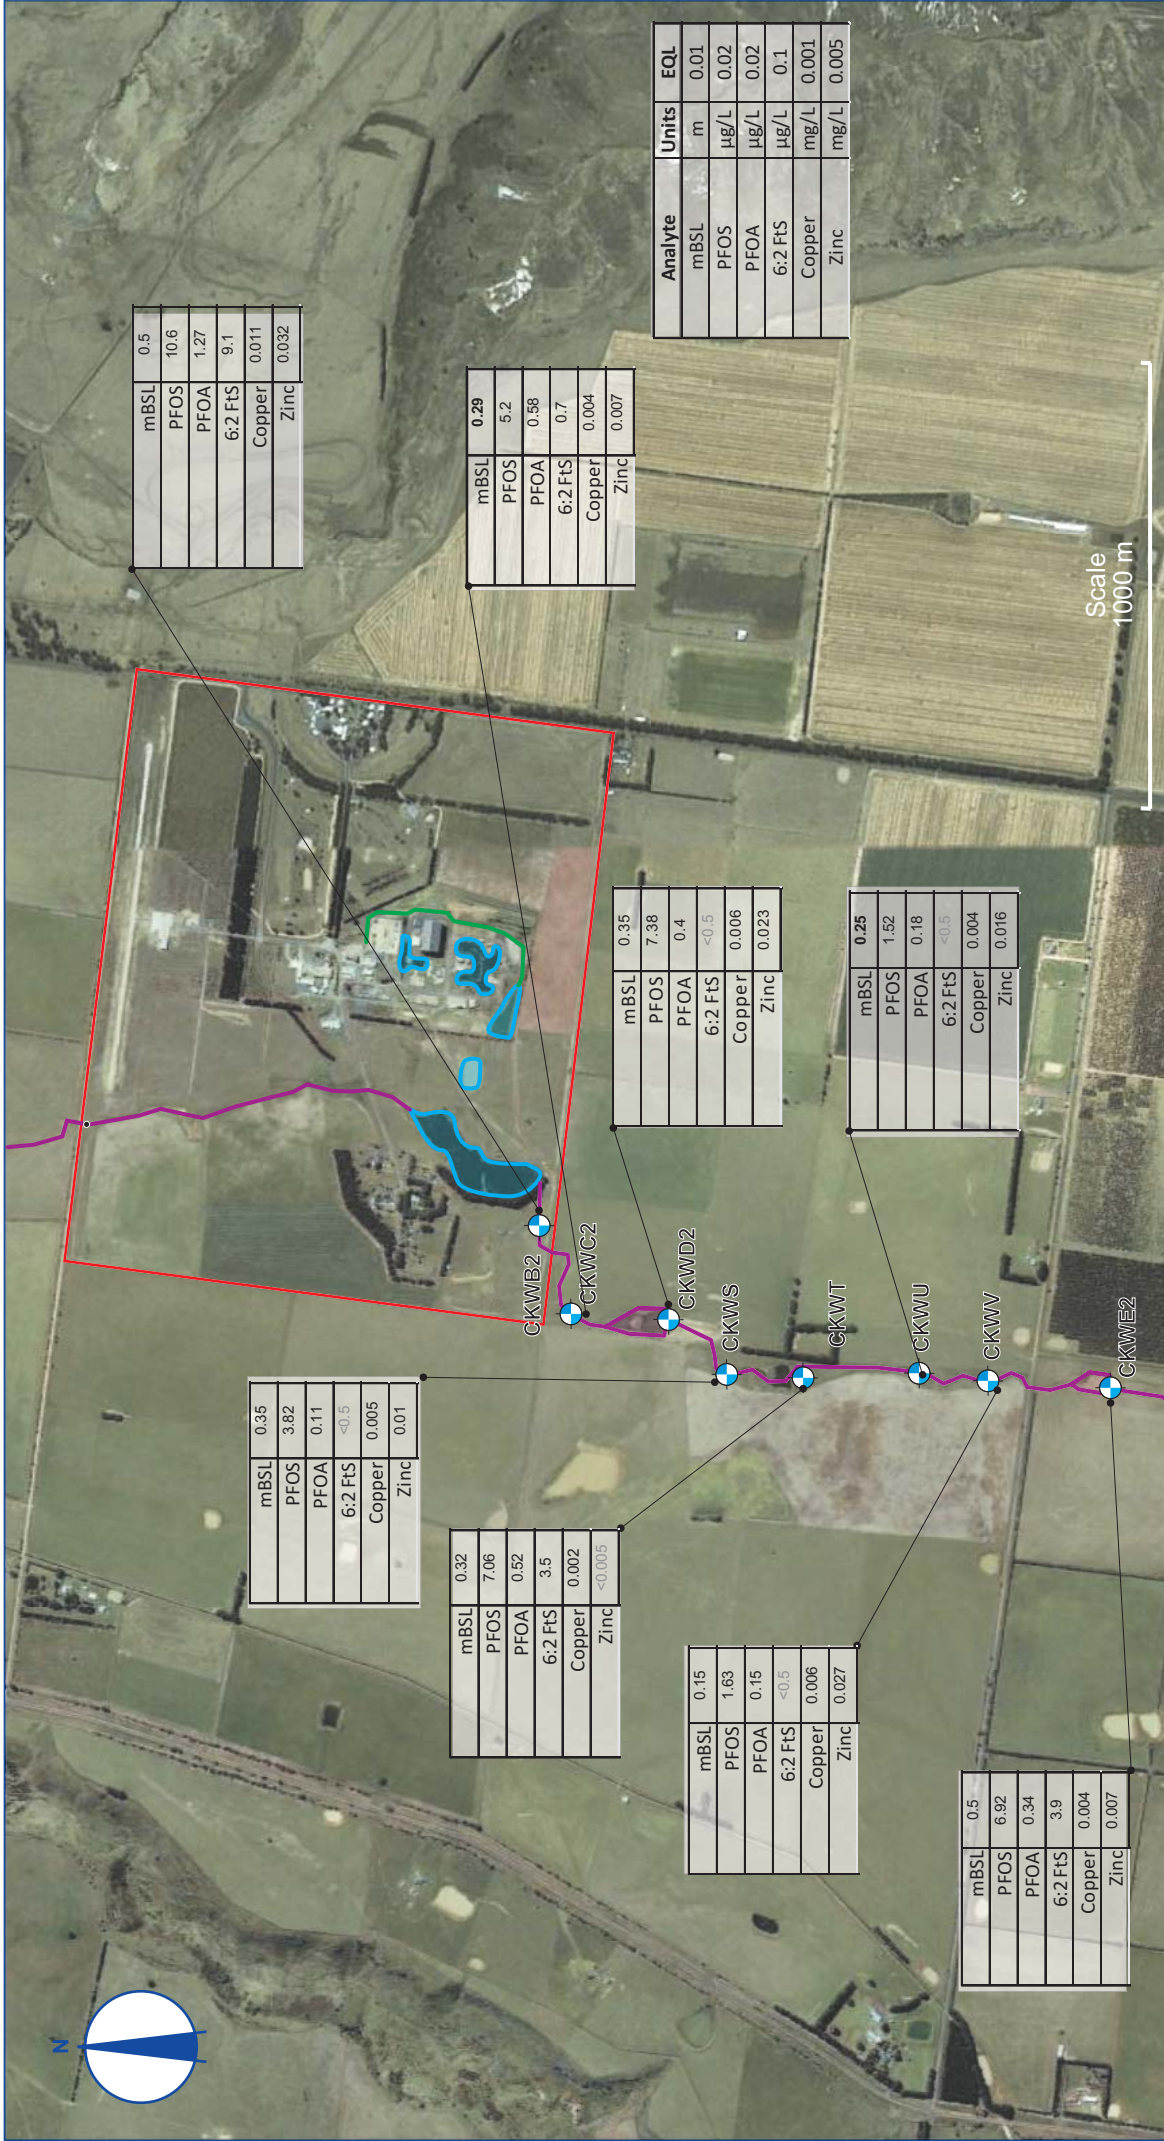 N
mBSL 0.35
PFOS 3.82
PFOA 0.11
6:2 FtS <0.5
Copper 0.005
Zinc 0.01
mBSL 0.32
PFOS 7.06
PFOA 0.52
6:2 FtS 3.5
Copper 0.002
Zinc <0.005
mBSL 0.15
PFOS 1.63
PFOA 0.15
6:2 FtS <0.5
Copper 0.006
Zinc 0.027
mBSL 0.5
PFOS 6.92
PFOA 0.34
6:2 FtS 3.9
Copper 0.004
Zinc 0.007
CKWB2
CKWC2
CKWD2
CKWS
CKWT
CKWU
CKWV
CKWE2
mBSL 0.35
PFOS 7.38
PFOA 0.4
6:2 FtS <0.5
Copper 0.006
Zinc 0.023
mBSL 0.25
PFOS 1.52
PFOA 0.18
6:2 FtS <0.5
Copper 0.004
Zinc 0.016
mBSL 0.5
PFOS 10.6
PFOA 1.27
6:2 FtS 9.1
Copper 0.011
Zinc 0.032
mBSL 0.29
PFOS 5.2
PFOA 0.58
6:2 FtS 0.7
Copper 0.004
Zinc 0.007
Analyte Units EQL
mBSL m 0.01
PFOS µg/L 0.02
PFOA µg/L 0.02
6:2 FtS µg/L 0.1
Copper mg/L 0.001
Zinc mg/L 0.005
Scale
1000 m